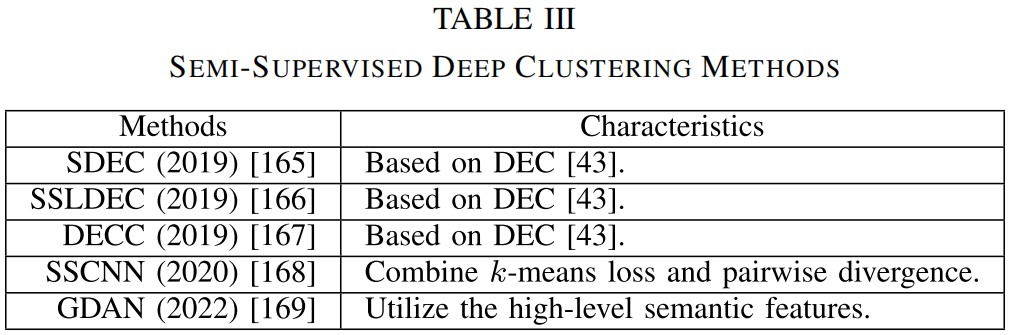 TABLE III
SEMI-SUPERVISED DEEP CLUSTERING METHODS
Methods Characteristics
SDEC (2019) [165] Based on DEC [43].
SSLDEC (2019) [166] Based on DEC [43].
DECC (2019) [167] Based on DEC [43].
SSCNN (2020) [168] Combine k-means loss and pairwise divergence.
GDAN (2022) [169] Utilize the high-level semantic features.